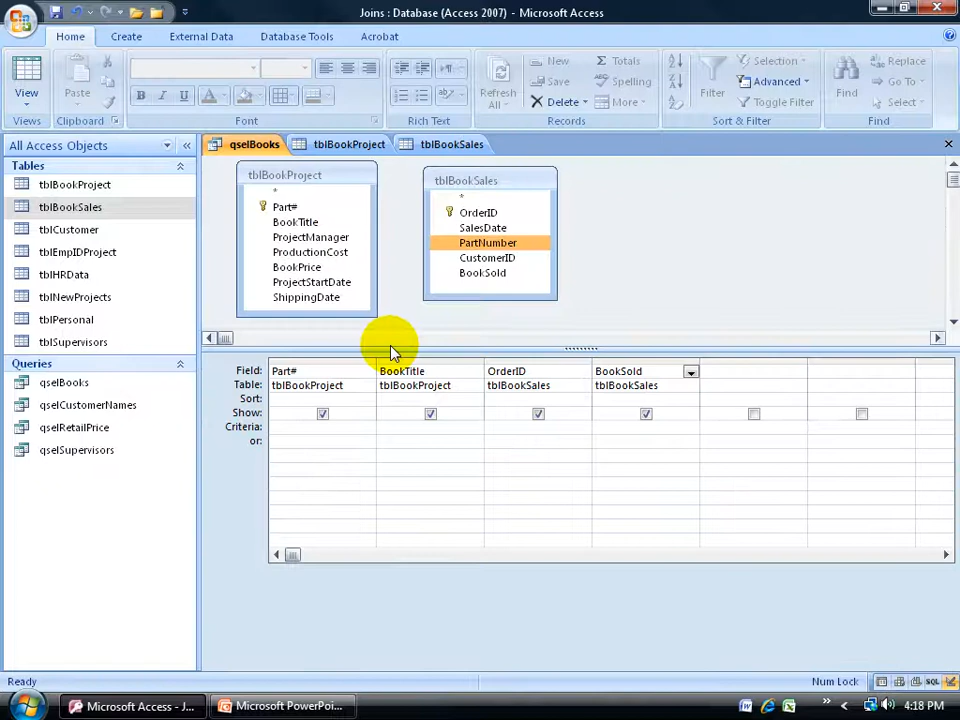 Joins : Database (Access 2007) - Microsoft Access
Home Create External Data Database Tools Acrobat
View
Views
Paste
Clipboard
B I U A
Font
Rich Text
Refresh All
New
Save
Delete
Totals
Spelling
More
Records
Filter
Selection
Advanced
Toggle Filter
Sort & Filter
Find
Replace
Go To
Select
Find
All Access Objects «
Tables
tblBookProject
tblBookSales
tblCustomer
tblEmpIDProject
tblHRData
tblNewProjects
tblPersonal
tblSupervisors
Queries
qselBooks
qselCustomerNames
qselRetailPrice
qselSupervisors
qselBooks tblBookProject tblBookSales
tblBookProject
*
Part#
BookTitle
ProjectManager
ProductionCost
BookPrice
ProjectStartDate
ShippingDate
tblBookSales
*
OrderID
SalesDate
PartNumber
CustomerID
BookSold
Field: Part# BookTitle OrderID BookSold
Table: tblBookProject tblBookProject tblBookSales tblBookSales
Sort:
Show:
Criteria:
or:
Ready Num Lock SQL
Microsoft Access - J... Microsoft PowerPoi... 4:18 PM